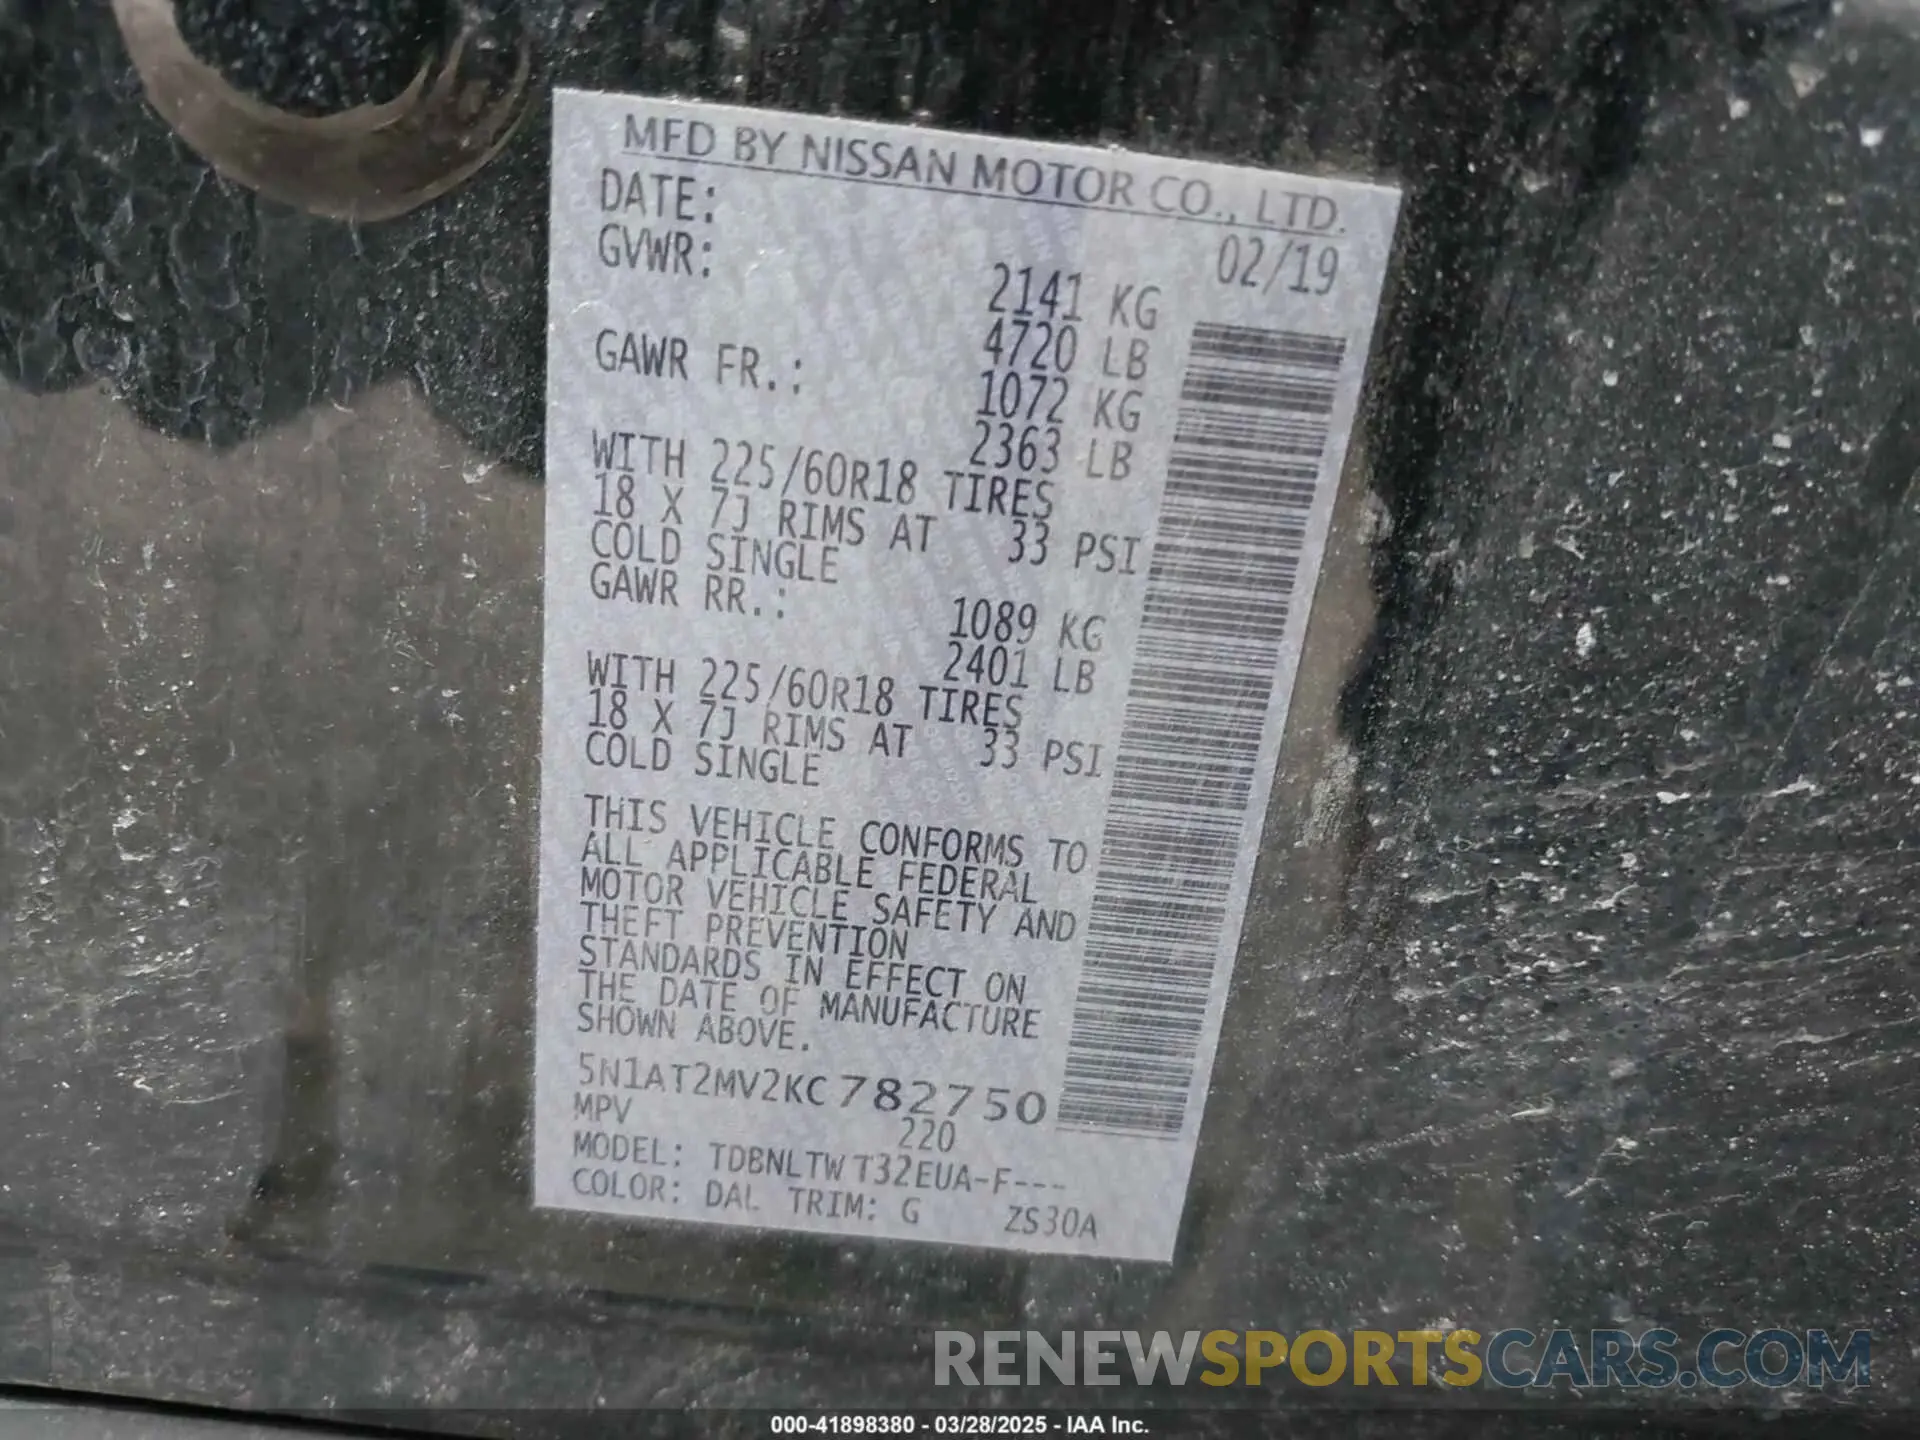 MFD BY NISSAN MOTOR CO., LTD.
DATE: 02/19
GVWR: 2141 KG
4720 LB
GAWR FR.: 1072 KG
2363 LB
WITH 225/60R18 TIRES
18 X 7J RIMS AT 33 PSI
COLD SINGLE
GAWR RR.: 1089 KG
2401 LB
WITH 225/60R18 TIRES
18 X 7J RIMS AT 33 PSI
COLD SINGLE
THIS VEHICLE CONFORMS TO
ALL APPLICABLE FEDERAL
MOTOR VEHICLE SAFETY AND
THEFT PREVENTION
STANDARDS IN EFFECT ON
THE DATE OF MANUFACTURE
SHOWN ABOVE.
5N1AT2MV2KC782750
MPV 220
MODEL: TDBNLTWT32EUA-F---
COLOR: DAL TRIM: G ZS30A
RENEWSPORTSCARS.COM
000-41898380 - 03/28/2025 - IAA Inc.